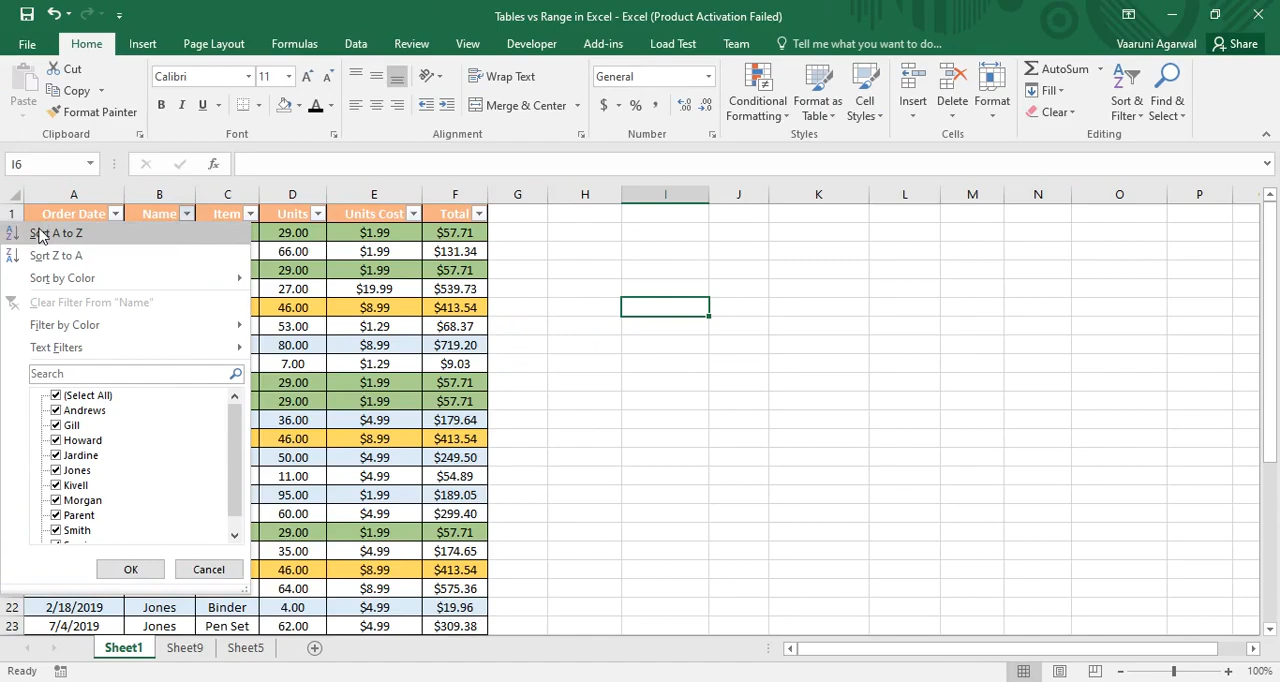 Tables vs Range in Excel - Excel (Product Activation Failed)
File Home Insert Page Layout Formulas Data Review View Developer Add-ins Load Test Team Tell me what you want to do... Vaaruni Agarwal Share
Paste Cut
Copy
Format Painter
Clipboard
Calibri 11
B I U
Font
Wrap Text
Merge & Center
Alignment
General
$ % ,
Number
Conditional Formatting
Format as Table
Cell Styles
Styles
Insert Delete Format
Cells
AutoSum
Fill
Clear
Sort & Filter
Find & Select
Editing
I6 fx
A B C D E F G H I J K L M N O P
1 Order Date Name Item Units Units Cost Total
29.00 $1.99 $57.71
66.00 $1.99 $131.34
29.00 $1.99 $57.71
27.00 $19.99 $539.73
46.00 $8.99 $413.54
53.00 $1.29 $68.37
80.00 $8.99 $719.20
7.00 $1.29 $9.03
29.00 $1.99 $57.71
29.00 $1.99 $57.71
36.00 $4.99 $179.64
46.00 $8.99 $413.54
50.00 $4.99 $249.50
11.00 $4.99 $54.89
95.00 $1.99 $189.05
60.00 $4.99 $299.40
29.00 $1.99 $57.71
35.00 $4.99 $174.65
46.00 $8.99 $413.54
64.00 $8.99 $575.36
22 2/18/2019 Jones Binder 4.00 $4.99 $19.96
23 7/4/2019 Jones Pen Set 62.00 $4.99 $309.38
Sort A to Z
Sort Z to A
Sort by Color
Clear Filter From "Name"
Filter by Color
Text Filters
Search
(Select All)
Andrews
Gill
Howard
Jardine
Jones
Kivell
Morgan
Parent
Smith
OK Cancel
Sheet1 Sheet9 Sheet5
Ready 100%